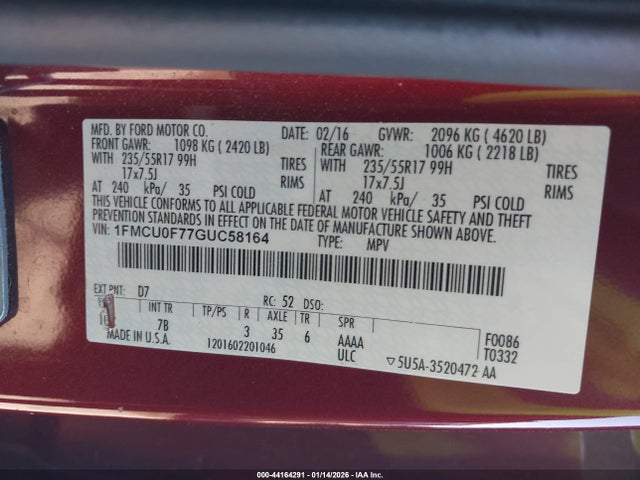 MFD. BY FORD MOTOR CO. DATE: 02/16 GVWR: 2096 KG ( 4620 LB)
FRONT GAWR: 1098 KG ( 2420 LB) REAR GAWR: 1006 KG ( 2218 LB)
WITH 235/55R17 99H TIRES WITH 235/55R17 99H TIRES
17x7.5J RIMS 17x7.5J RIMS
AT 240 kPa/ 35 PSI COLD AT 240 kPa/ 35 PSI COLD
THIS VEHICLE CONFORMS TO ALL APPLICABLE FEDERAL MOTOR VEHICLE SAFETY AND THEFT
PREVENTION STANDARDS IN EFFECT ON THE DATE OF MANUFACTURE SHOWN ABOVE.
VIN: 1FMCU0F77GUC58164 TYPE: MPV
EXT PNT: D7 RC: 52 DSO:
INT TR TP/PS R AXLE TR SPR
7B 3 35 6 AAAA F0086
MADE IN U.S.A. 1201602201046 ULC T0332
▽5U5A-3520472 AA
000-44164291 - 01/14/2026 - IAA Inc.